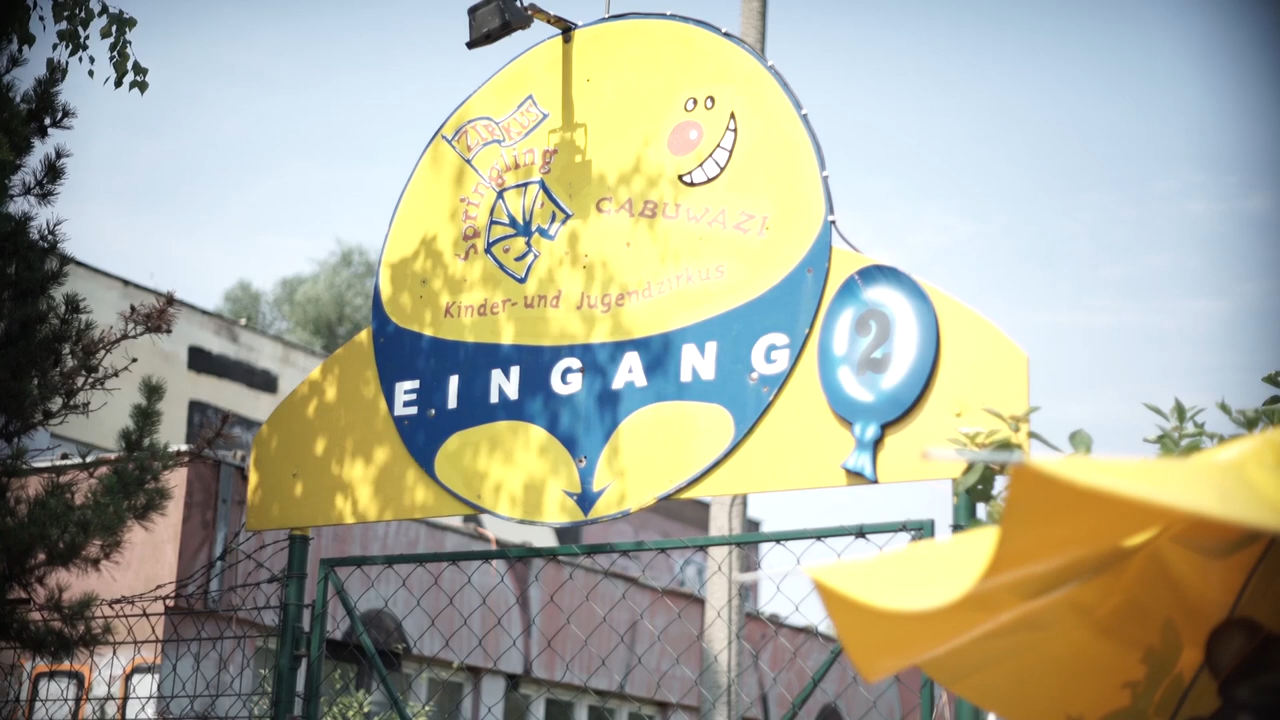 ZIRKUS
Springling
CABUWAZI
Kinder- und Jugendzirkus
EINGANG
2